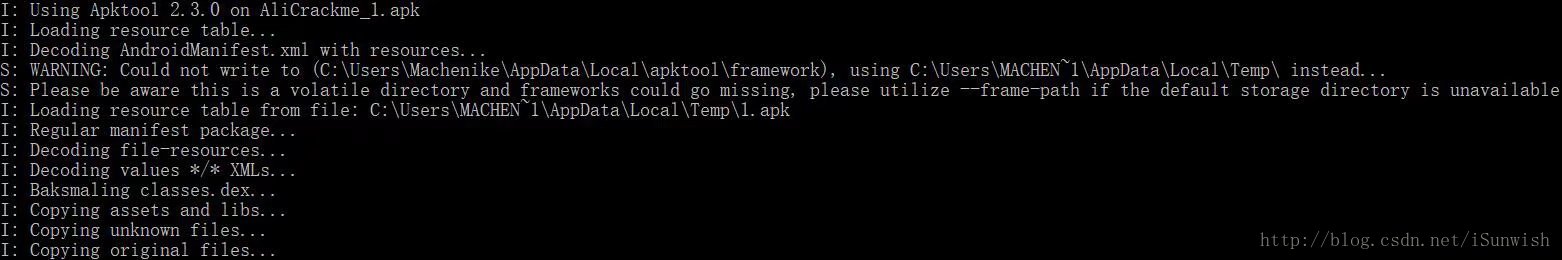 I: Using Apktool 2.3.0 on AliCrackme_1.apk
I: Loading resource table...
I: Decoding AndroidManifest.xml with resources...
S: WARNING: Could not write to (C:\Users\Machenike\AppData\Local\apktool\framework), using C:\Users\MACHEN~1\AppData\Local\Temp\ instead...
S: Please be aware this is a volatile directory and frameworks could go missing, please utilize --frame-path if the default storage directory is unavailable
I: Loading resource table from file: C:\Users\MACHEN~1\AppData\Local\Temp\1.apk
I: Regular manifest package...
I: Decoding file-resources...
I: Decoding values */* XMLs...
I: Baksmaling classes.dex...
I: Copying assets and libs...
I: Copying unknown files...
I: Copying original files...
http://blog.csdn.net/iSunwish